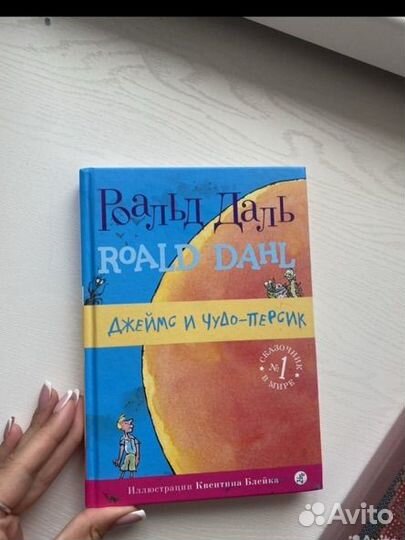 Роальд Даль
ROALD DAHL
ДЖЕЙМС И ЧУДО-ПЕРСИК
СКАЗОЧНИК
№1
В МИРЕ
Иллюстрации Квентина Блейка
Avito